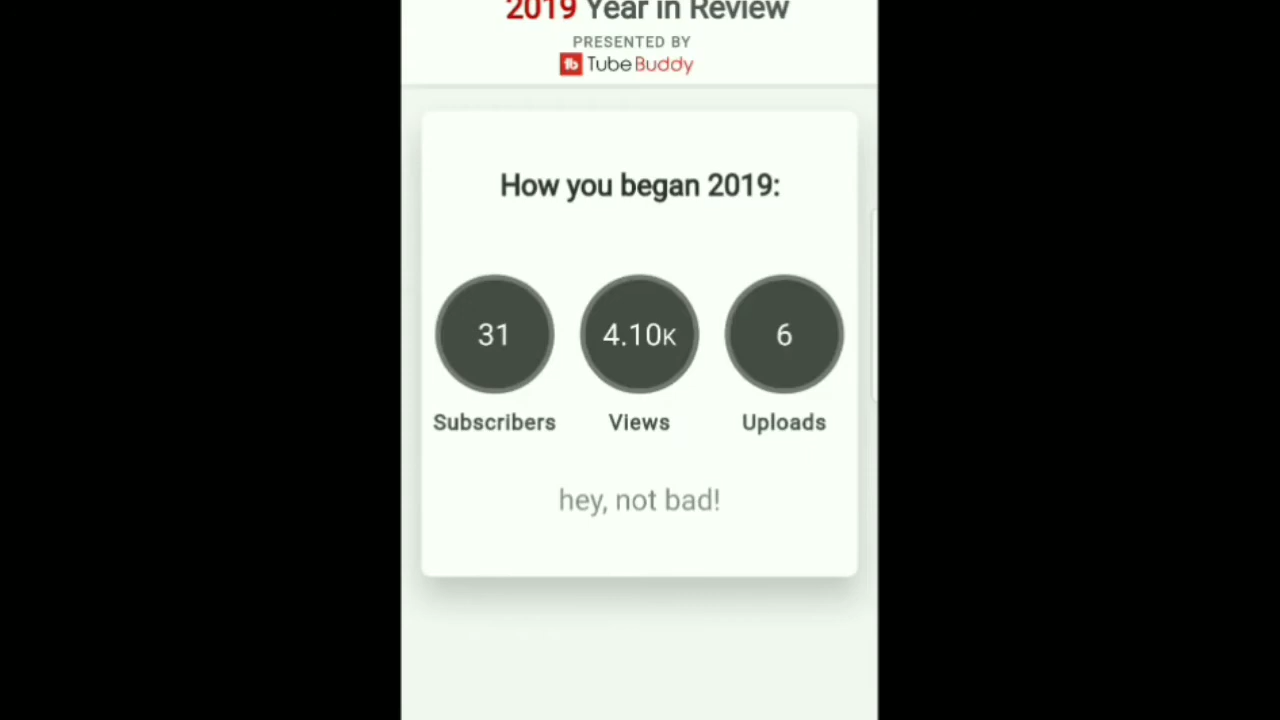 2019 Year in Review
PRESENTED BY
tb TubeBuddy
How you began 2019:
31 4.10K 6
Subscribers Views Uploads
hey, not bad!